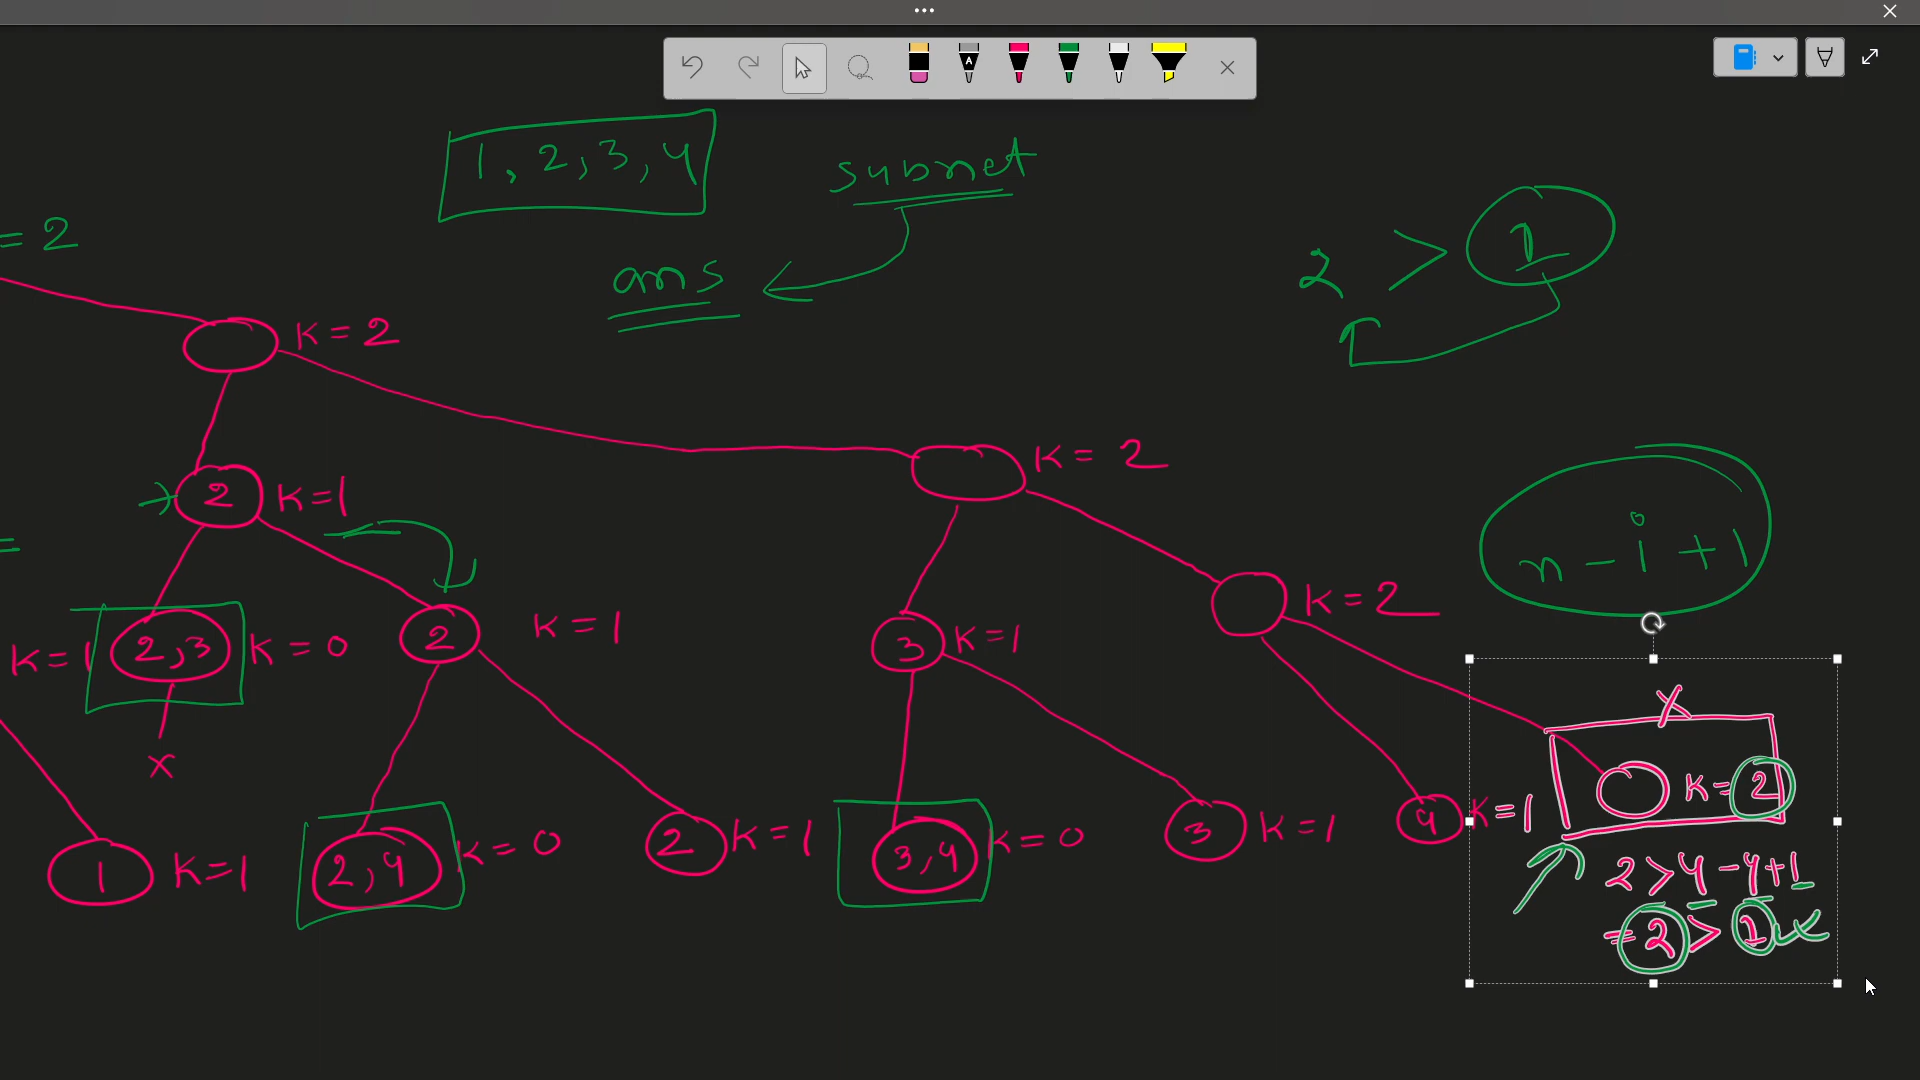 1, 2, 3, 4
subnet
= 2
ans
2 > 1
K = 2
K = 2
2 K=1
n - i + 1
=
K = 2
K=1 2,3 K = 0
2 K = 1
3 K=1
x
x
K=2
1 K=1
2,4 K = 0
2 K=1
3,4 K = 0
3 K=1
4 K=1
2>4-4+1
=2>1